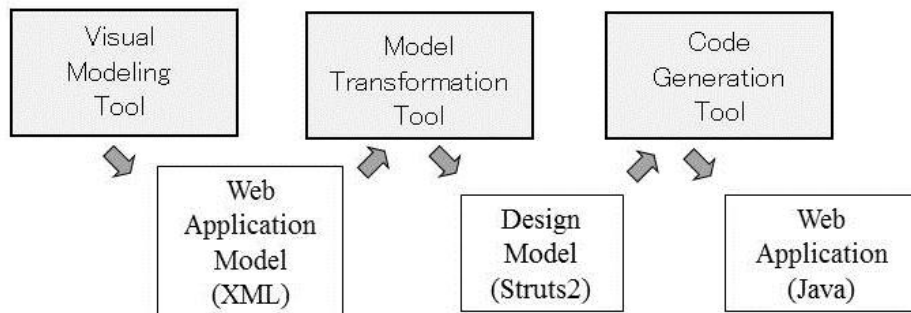 Visual
Modeling
Tool
Model
Transformation
Tool
Code
Generation
Tool
Web
Application
Model
(XML)
Design
Model
(Struts2)
Web
Application
(Java)